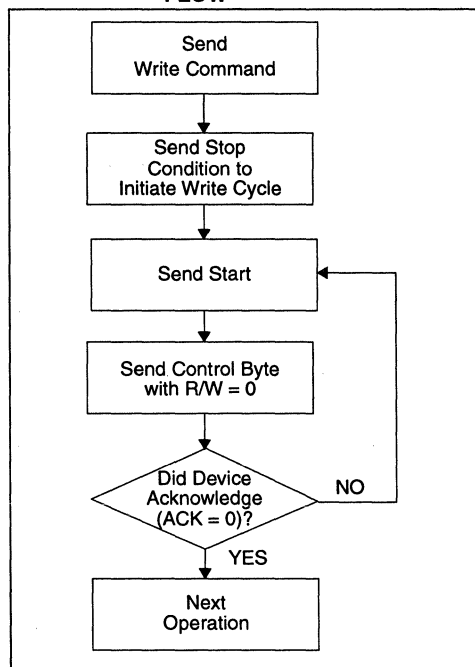 FLOW
Send
Write Command
Send Stop
Condition to
Initiate Write Cycle
Send Start
Send Control Byte
with R/W = 0
Did Device
Acknowledge
(ACK = 0)?
NO
YES
Next
Operation